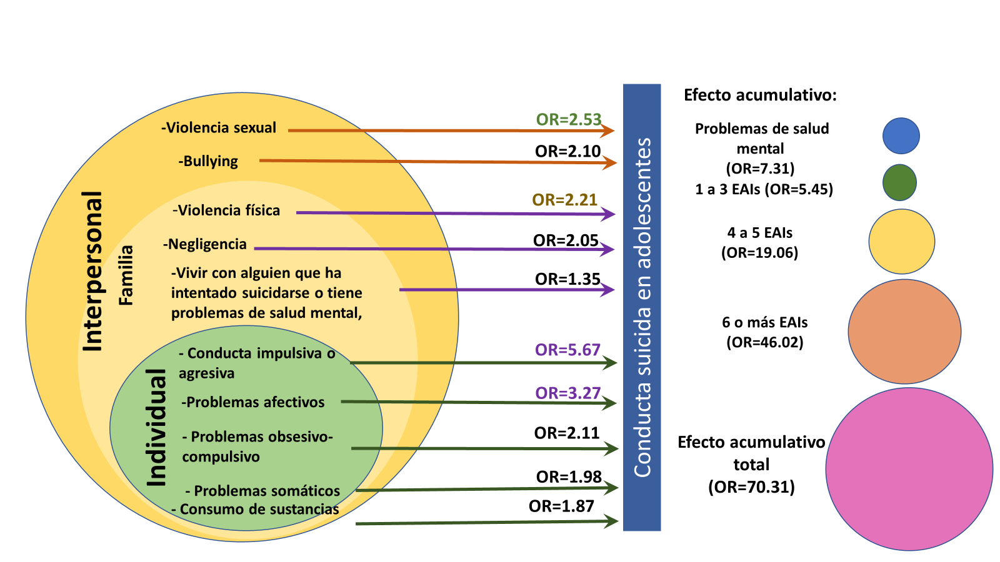 Interpersonal
Familia
-Violencia sexual
-Bullying
-Violencia física
-Negligencia
-Vivir con alguien que ha
intentado suicidarse o tiene
problemas de salud mental,
Individual
- Conducta impulsiva o
agresiva
-Problemas afectivos
- Problemas obsesivo-
compulsivo
- Problemas somáticos
- Consumo de sustancias
OR=2.53
OR=2.10
OR=2.21
OR=2.05
OR=1.35
OR=5.67
OR=3.27
OR=2.11
OR=1.98
OR=1.87
Conducta suicida en adolescentes
Efecto acumulativo:
Problemas de salud
mental
(OR=7.31)
1 a 3 EAIs (OR=5.45)
4 a 5 EAIs
(OR=19.06)
6 o más EAIs
(OR=46.02)
Efecto acumulativo
total
(OR=70.31)